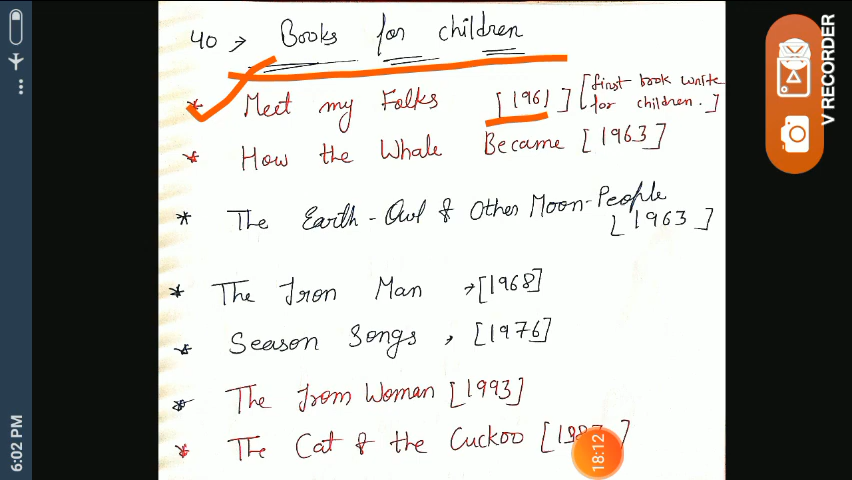 40 → Books for children
* Meet my Folks [1961] [first book write
for children.]
* How the Whale Became [1963]
* The Earth-Owl & Other Moon-People
[1963]
* The Iron Man → [1968]
* Season Songs → [1976]
* The Irom Woman [1993]
* The Cat & the Cuckoo
18:12
6:02 PM
V RECORDER